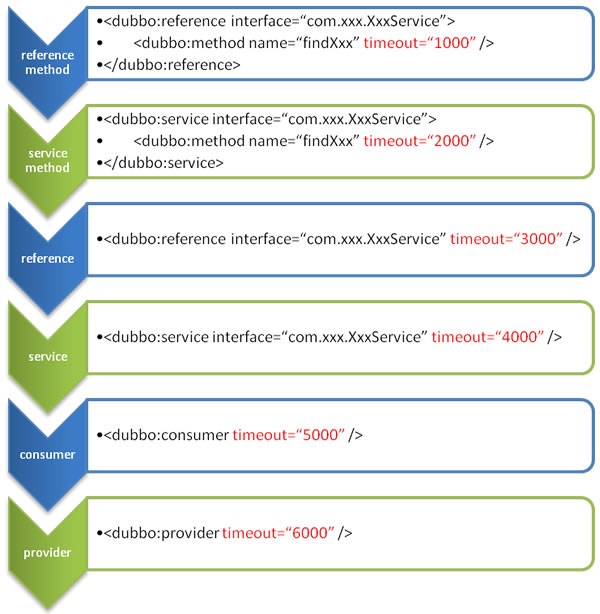 reference
method
•<dubbo:reference interface=“com.xxx.XxxService”>
• <dubbo:method name=“findXxx” timeout=“1000” />
•</dubbo:reference>
service
method
•<dubbo:service interface=“com.xxx.XxxService”>
• <dubbo:method name=“findXxx” timeout=“2000” />
•</dubbo:service>
reference
•<dubbo:reference interface=“com.xxx.XxxService” timeout=“3000” />
service
•<dubbo:service interface=“com.xxx.XxxService” timeout=“4000” />
consumer
•<dubbo:consumer timeout=“5000” />
provider
•<dubbo:provider timeout=“6000” />